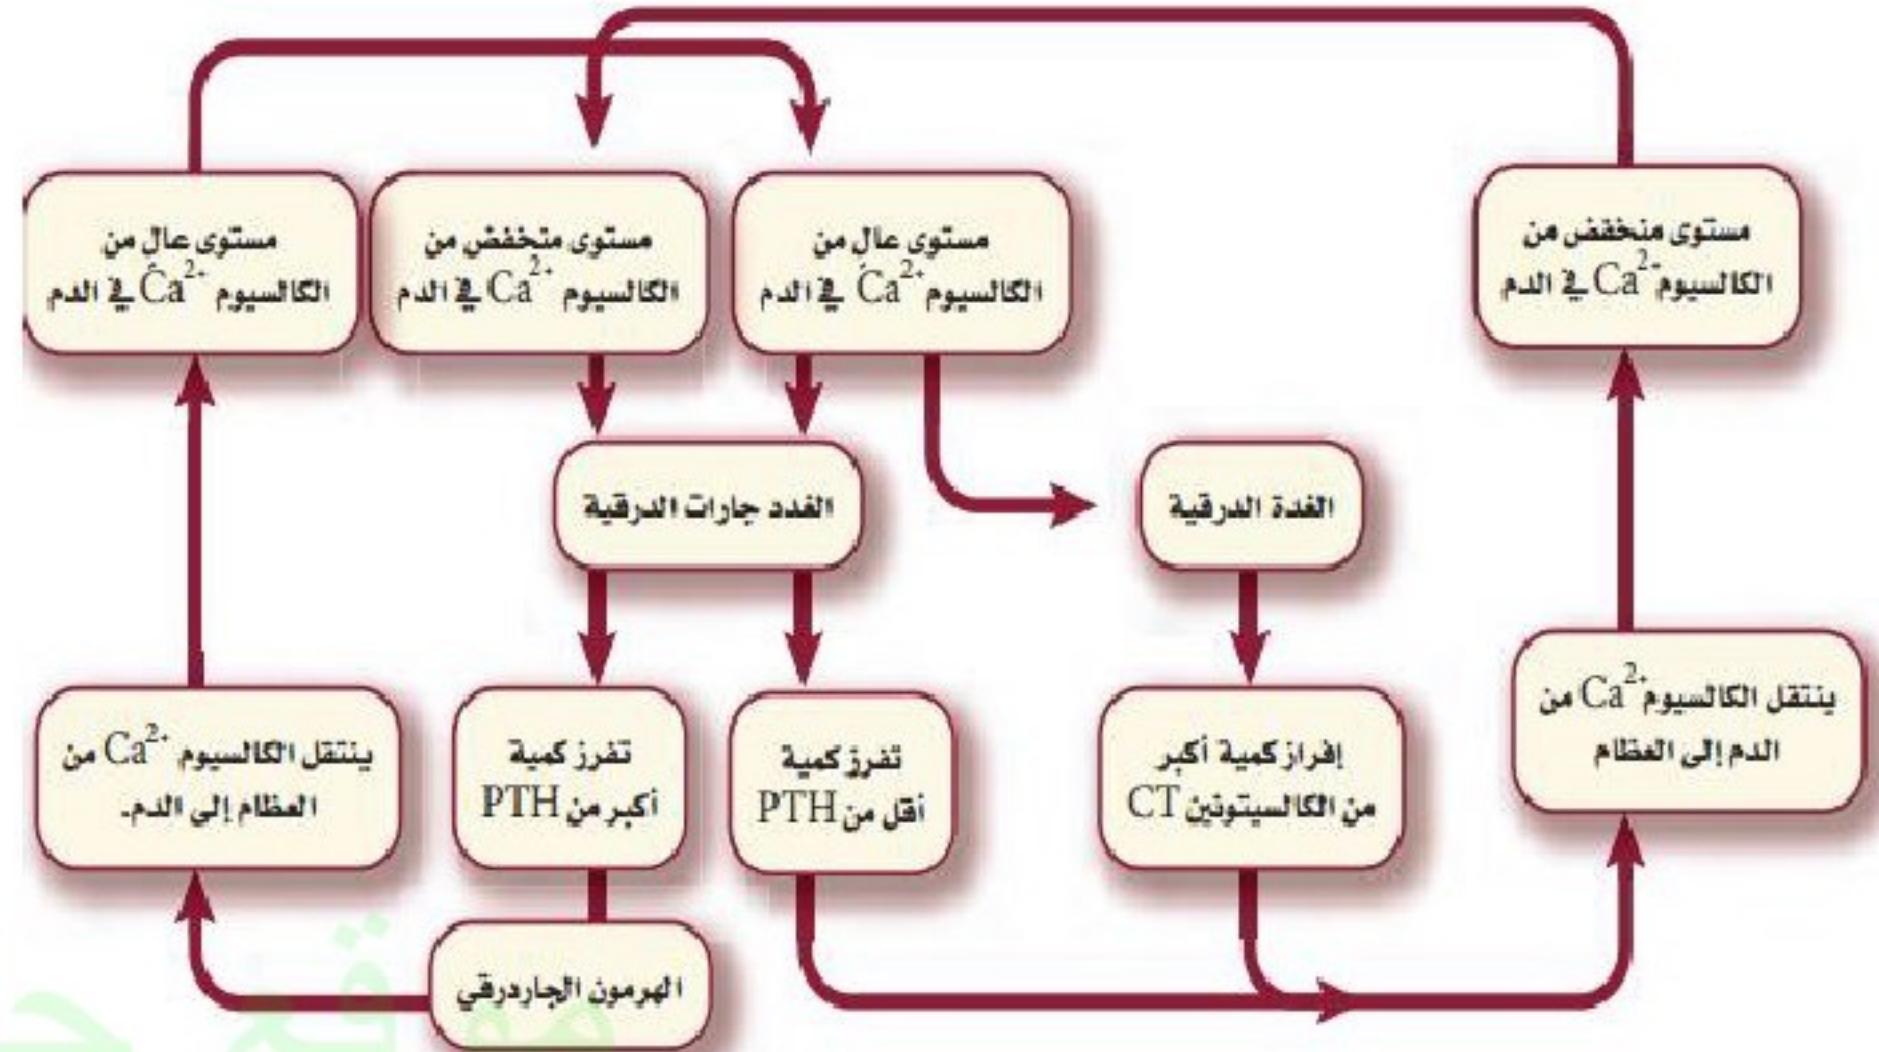 مستوى منخفض من
الكالسيوم Ca²⁺ في الدم
مستوى عالٍ من
الكالسيوم Ca²⁺ في الدم
مستوى منخفض من
الكالسيوم Ca²⁺ في الدم
مستوى عالٍ من
الكالسيوم Ca²⁺ في الدم
الغدة الدرقية
الغدد جارات الدرقية
ينتقل الكالسيوم Ca²⁺ من
الدم إلى العظام
إفراز كمية أكبر
من الكالسيتونين CT
تفرز كمية
أقل من PTH
تفرز كمية
أكبر من PTH
ينتقل الكالسيوم Ca²⁺ من
العظام إلى الدم.
الهرمون الجاردرقي
موقع